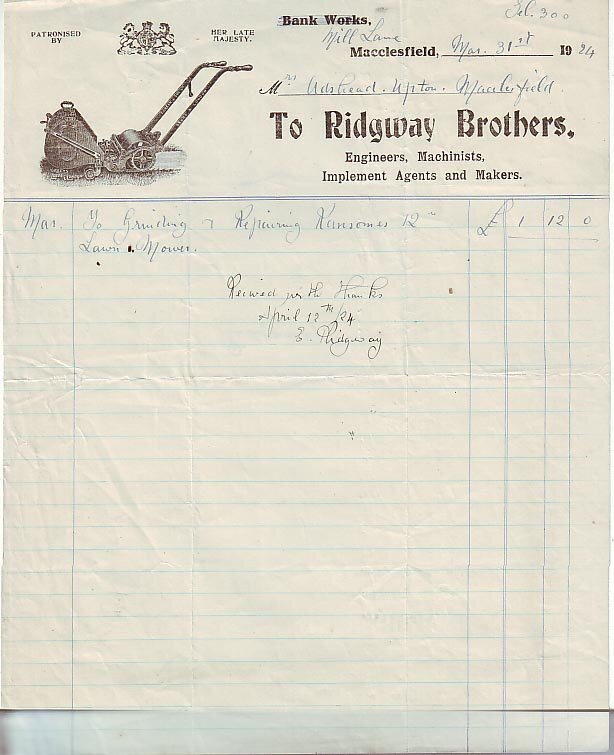 Tel. 300
Bank Works,
Mill Lane
PATRONISED BY
HER LATE MAJESTY.
Macclesfield, Mar. 31st 1924
Mrs Adshead. Upton. Macclesfield.
To Ridgway Brothers,
Engineers, Machinists,
Implement Agents and Makers.
Mar. To Grinding & Repairing Ransomes 12" £ 1 12 0
Lawn Mower.
Recived with thanks
April 12th/24
E. Ridgway